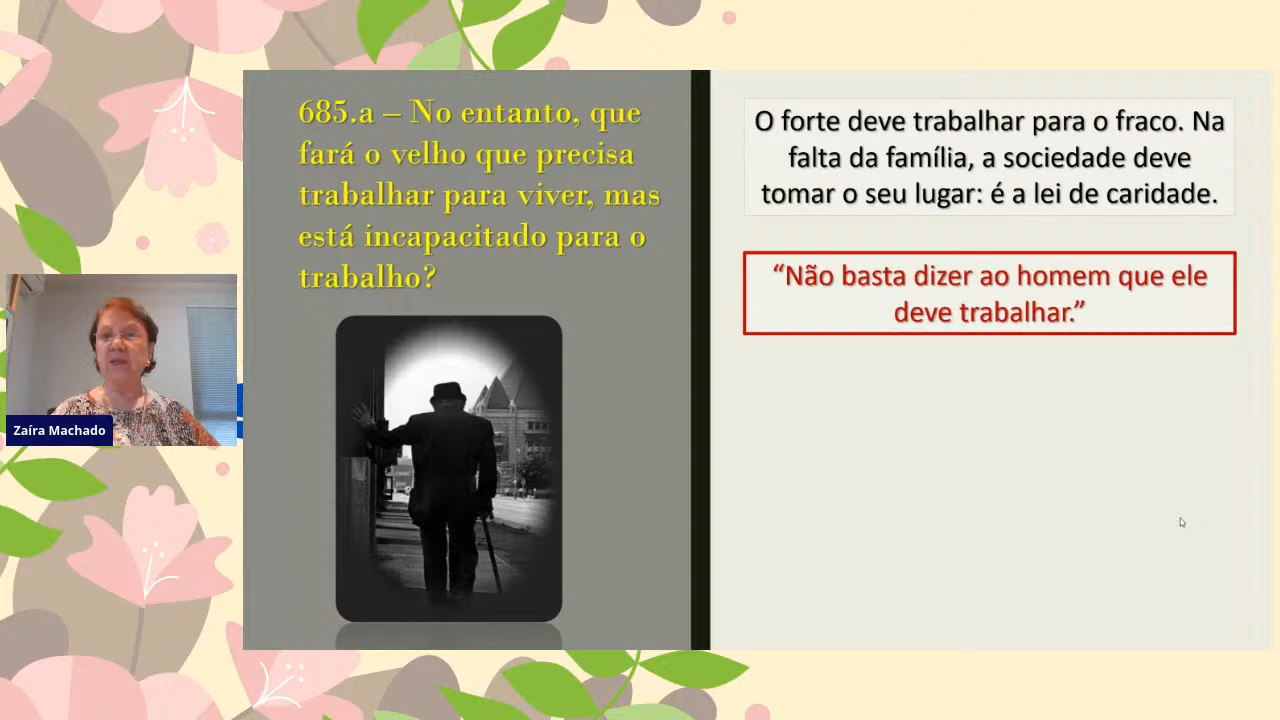 685.a – No entanto, que
fará o velho que precisa
trabalhar para viver, mas
está incapacitado para o
trabalho?
O forte deve trabalhar para o fraco. Na
falta da família, a sociedade deve
tomar o seu lugar: é a lei de caridade.
“Não basta dizer ao homem que ele
deve trabalhar.”
Zaíra Machado